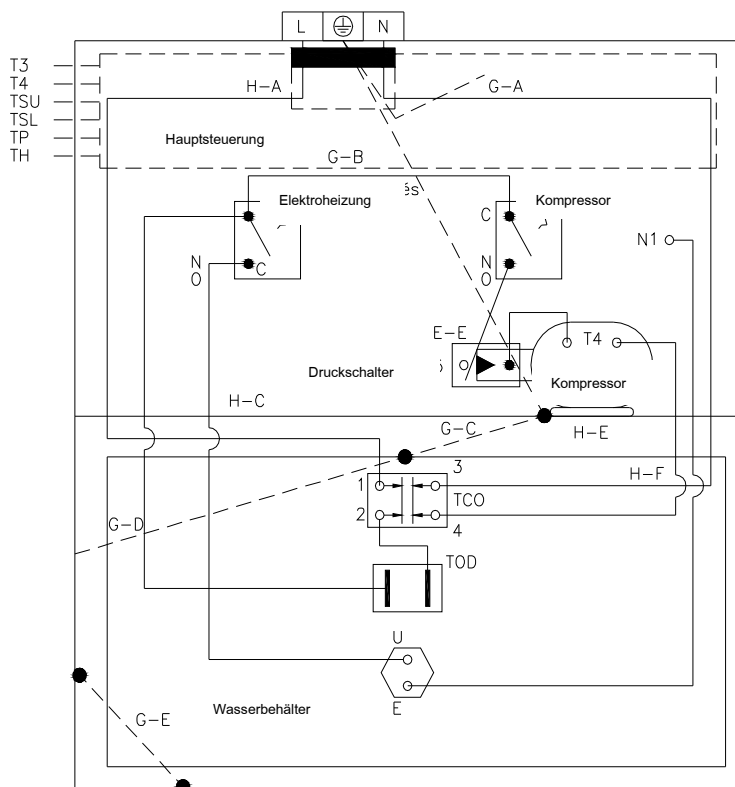 L N
T3
T4
TSU
TSL
TP
TH
H-A
G-A
Hauptsteuerung
G-B
Elektroheizung
és
Kompressor
C
N
O
C
N
O
N1
E-E
T4
Druckschalter
Kompressor
H-C
G-C
H-E
3
1
TCO
H-F
2
4
G-D
TOD
U
E
G-E
Wasserbehälter